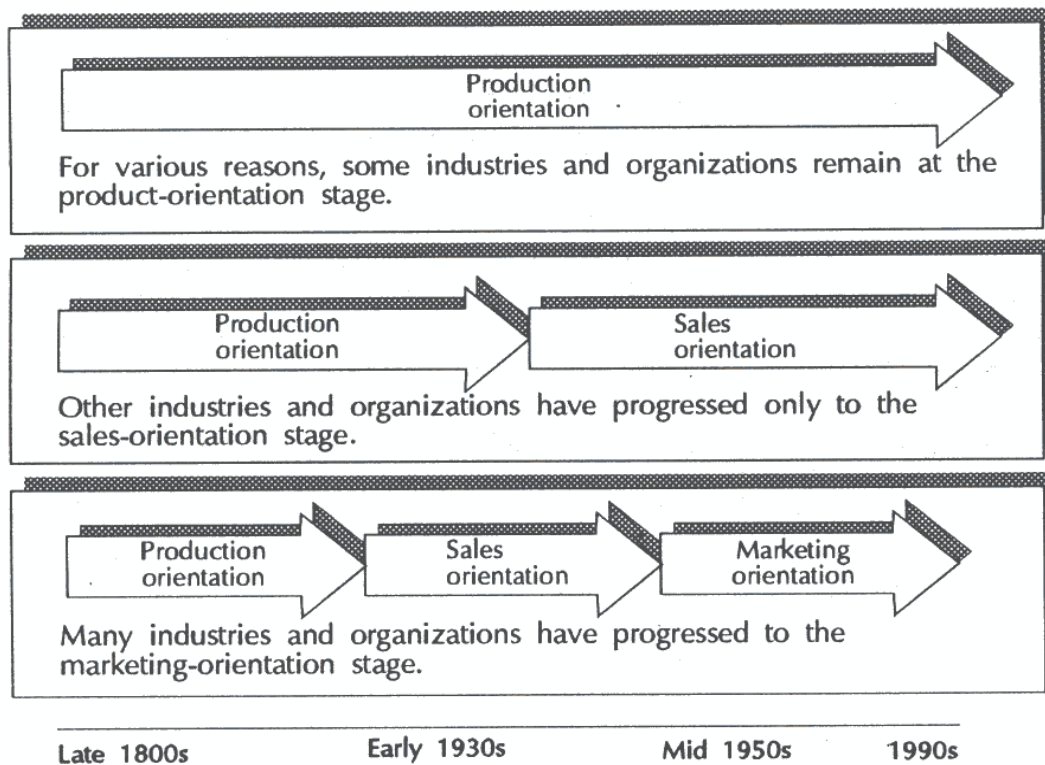 Production
orientation
For various reasons, some industries and organizations remain at the
product-orientation stage.
Production
orientation
Sales
orientation
Other industries and organizations have progressed only to the
sales-orientation stage.
Production
orientation
Sales
orientation
Marketing
orientation
Many industries and organizations have progressed to the
marketing-orientation stage.
Late 1800s Early 1930s Mid 1950s 1990s